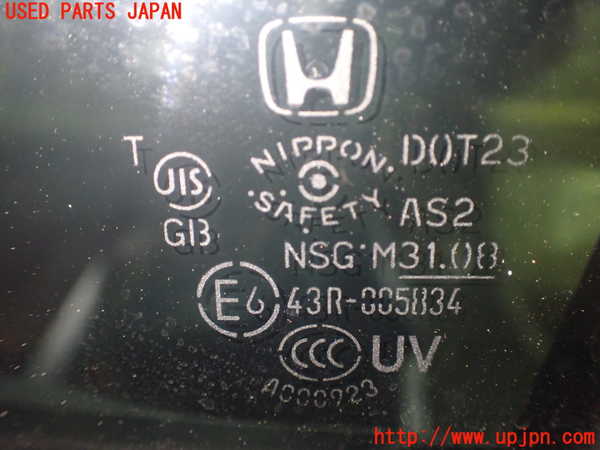 USED PARTS JAPAN
H
T
JIS
GB
NIPPON.
·SAFETY·
DOT23
AS2
NSG·M31.08
E6 43R-005834
CCC UV
A000923
http://www.upjpn.com/